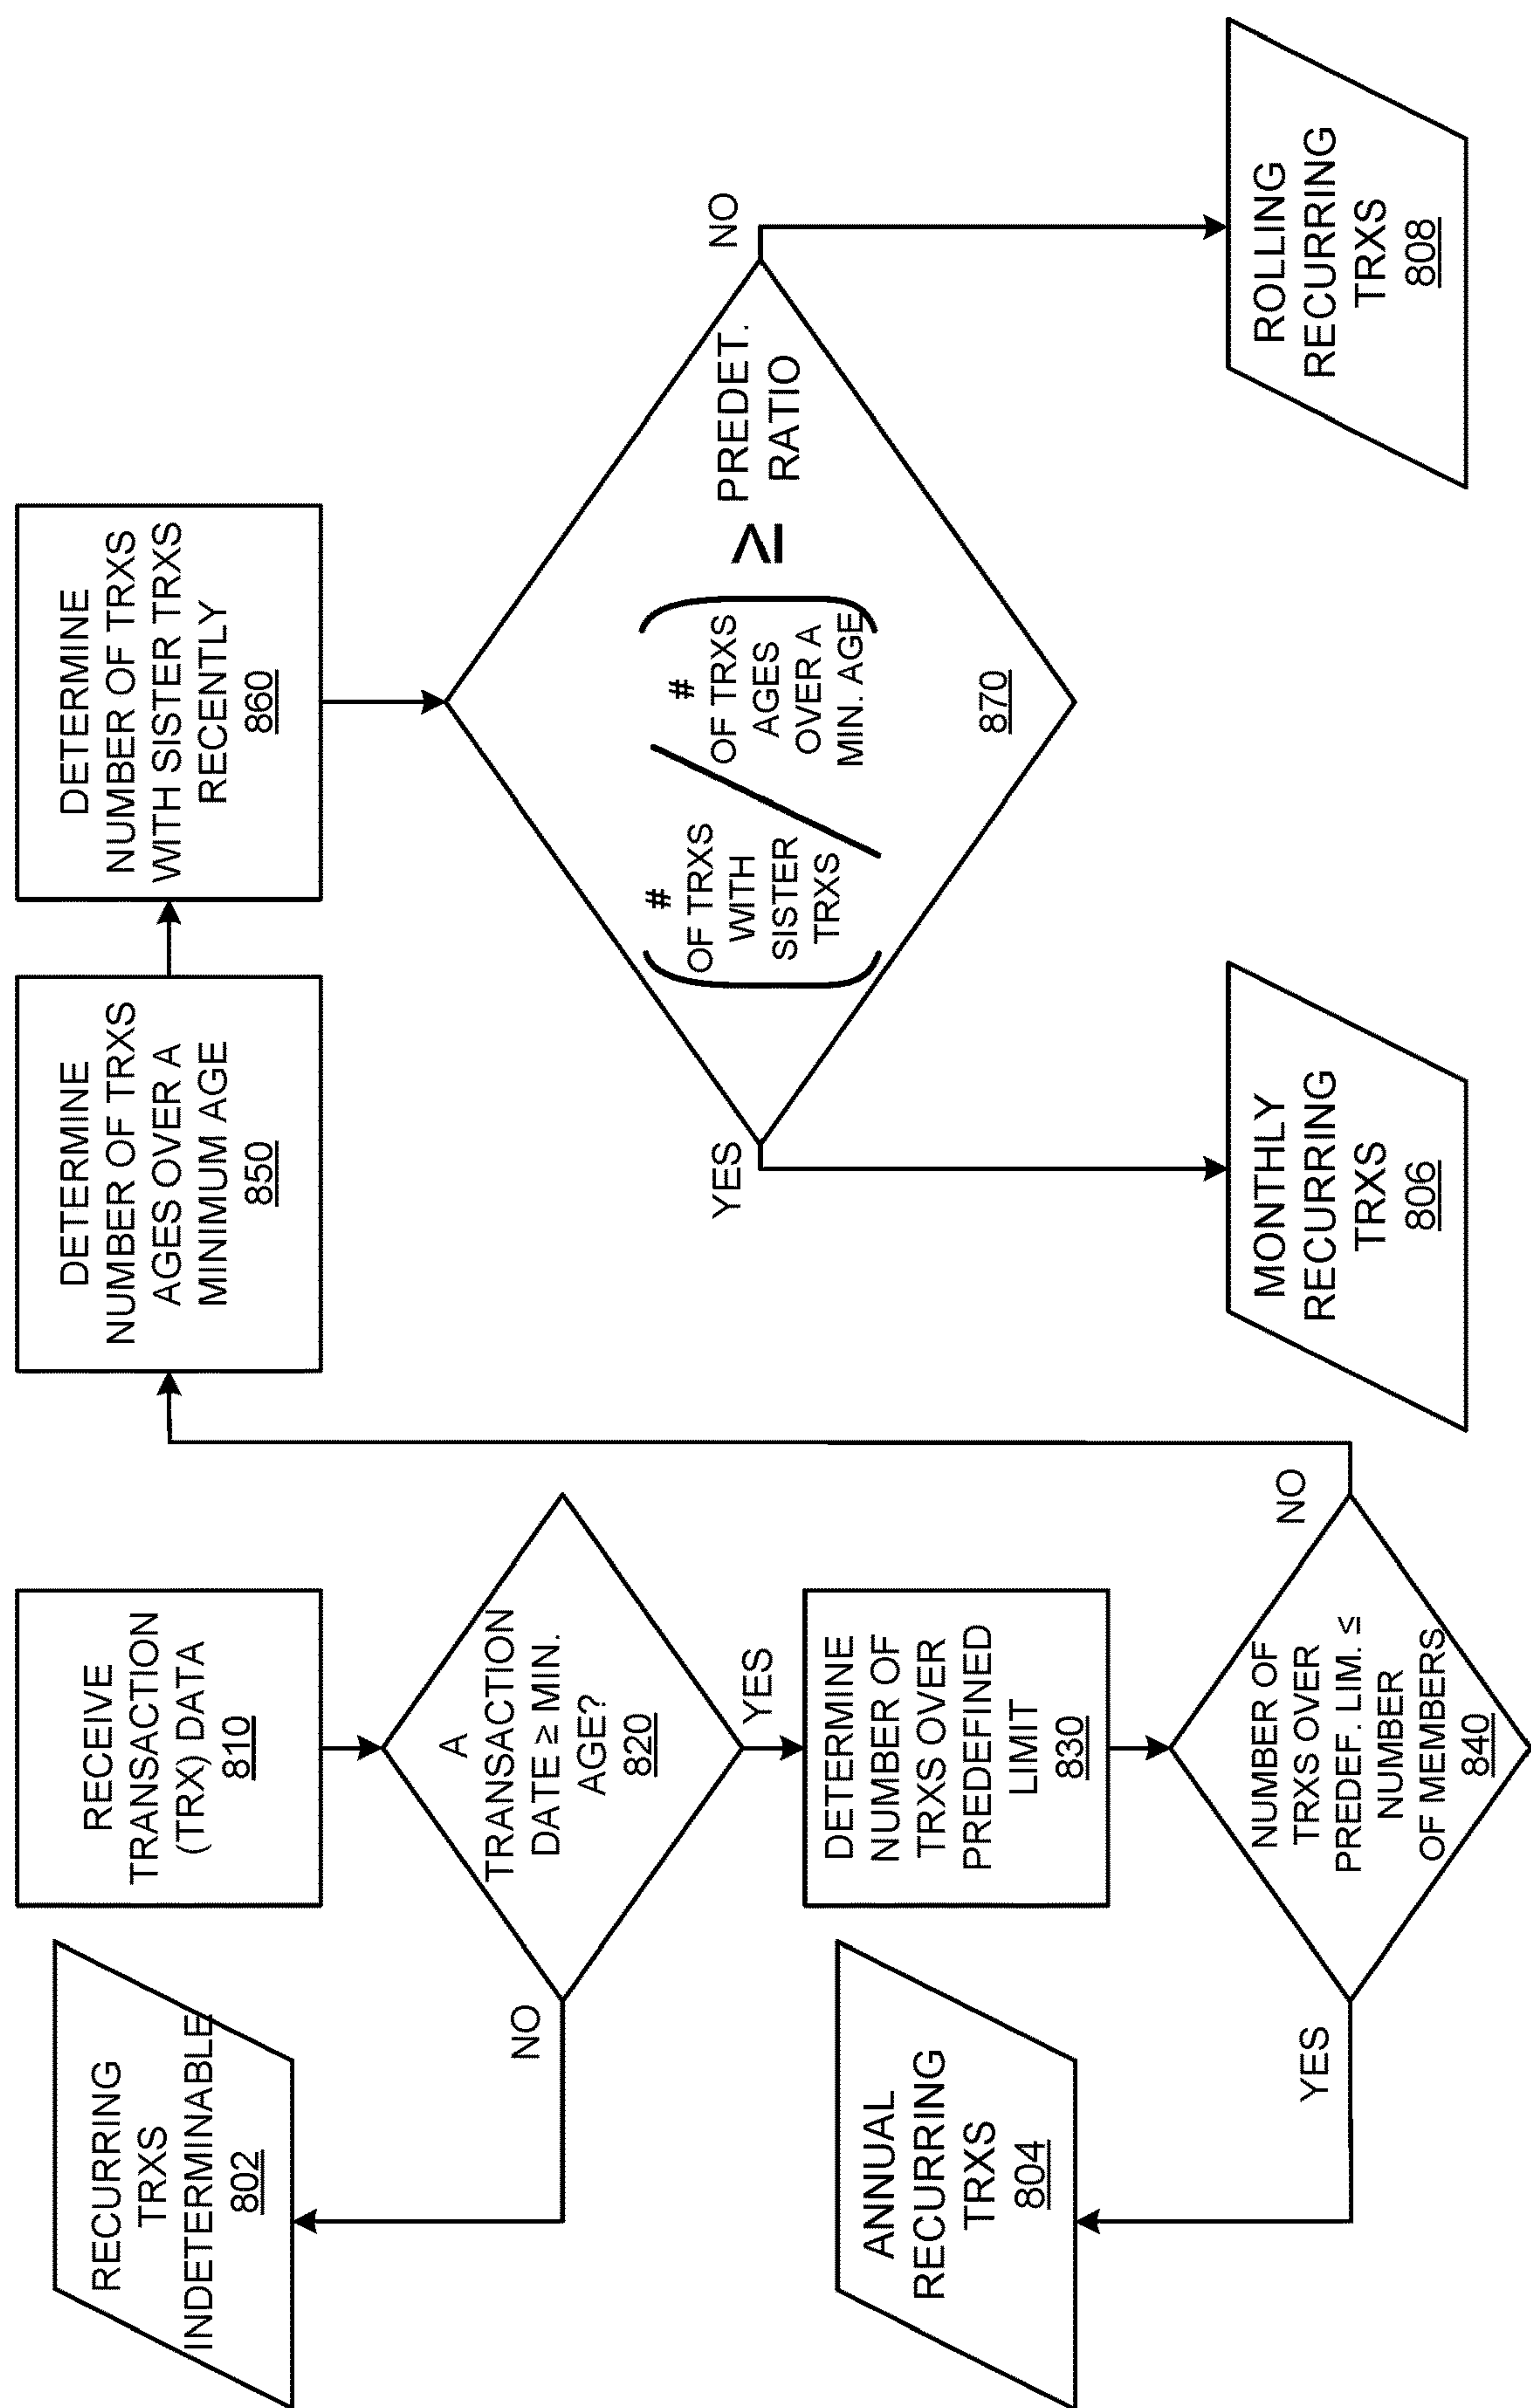 RECURRING
TRXS
INDETERMINABLE
802
RECEIVE
TRANSACTION
(TRX) DATA
810
A
TRANSACTION
DATE ≥ MIN.
AGE?
820
NO
YES
ANNUAL
RECURRING
TRXS
804
DETERMINE
NUMBER OF
TRXS OVER
PREDEFINED
LIMIT
830
NUMBER OF
TRXS OVER
PREDEF. LIM. ≤
NUMBER
OF MEMBERS
840
YES
NO
DETERMINE
NUMBER OF TRXS
AGES OVER A
MINIMUM AGE
850
DETERMINE
NUMBER OF TRXS
WITH SISTER TRXS
RECENTLY
860
#
OF TRXS
WITH
SISTER
TRXS
/
#
OF TRXS
AGES
OVER A
MIN. AGE
≥
PREDET.
RATIO
870
YES
NO
MONTHLY
RECURRING
TRXS
806
ROLLING
RECURRING
TRXS
808